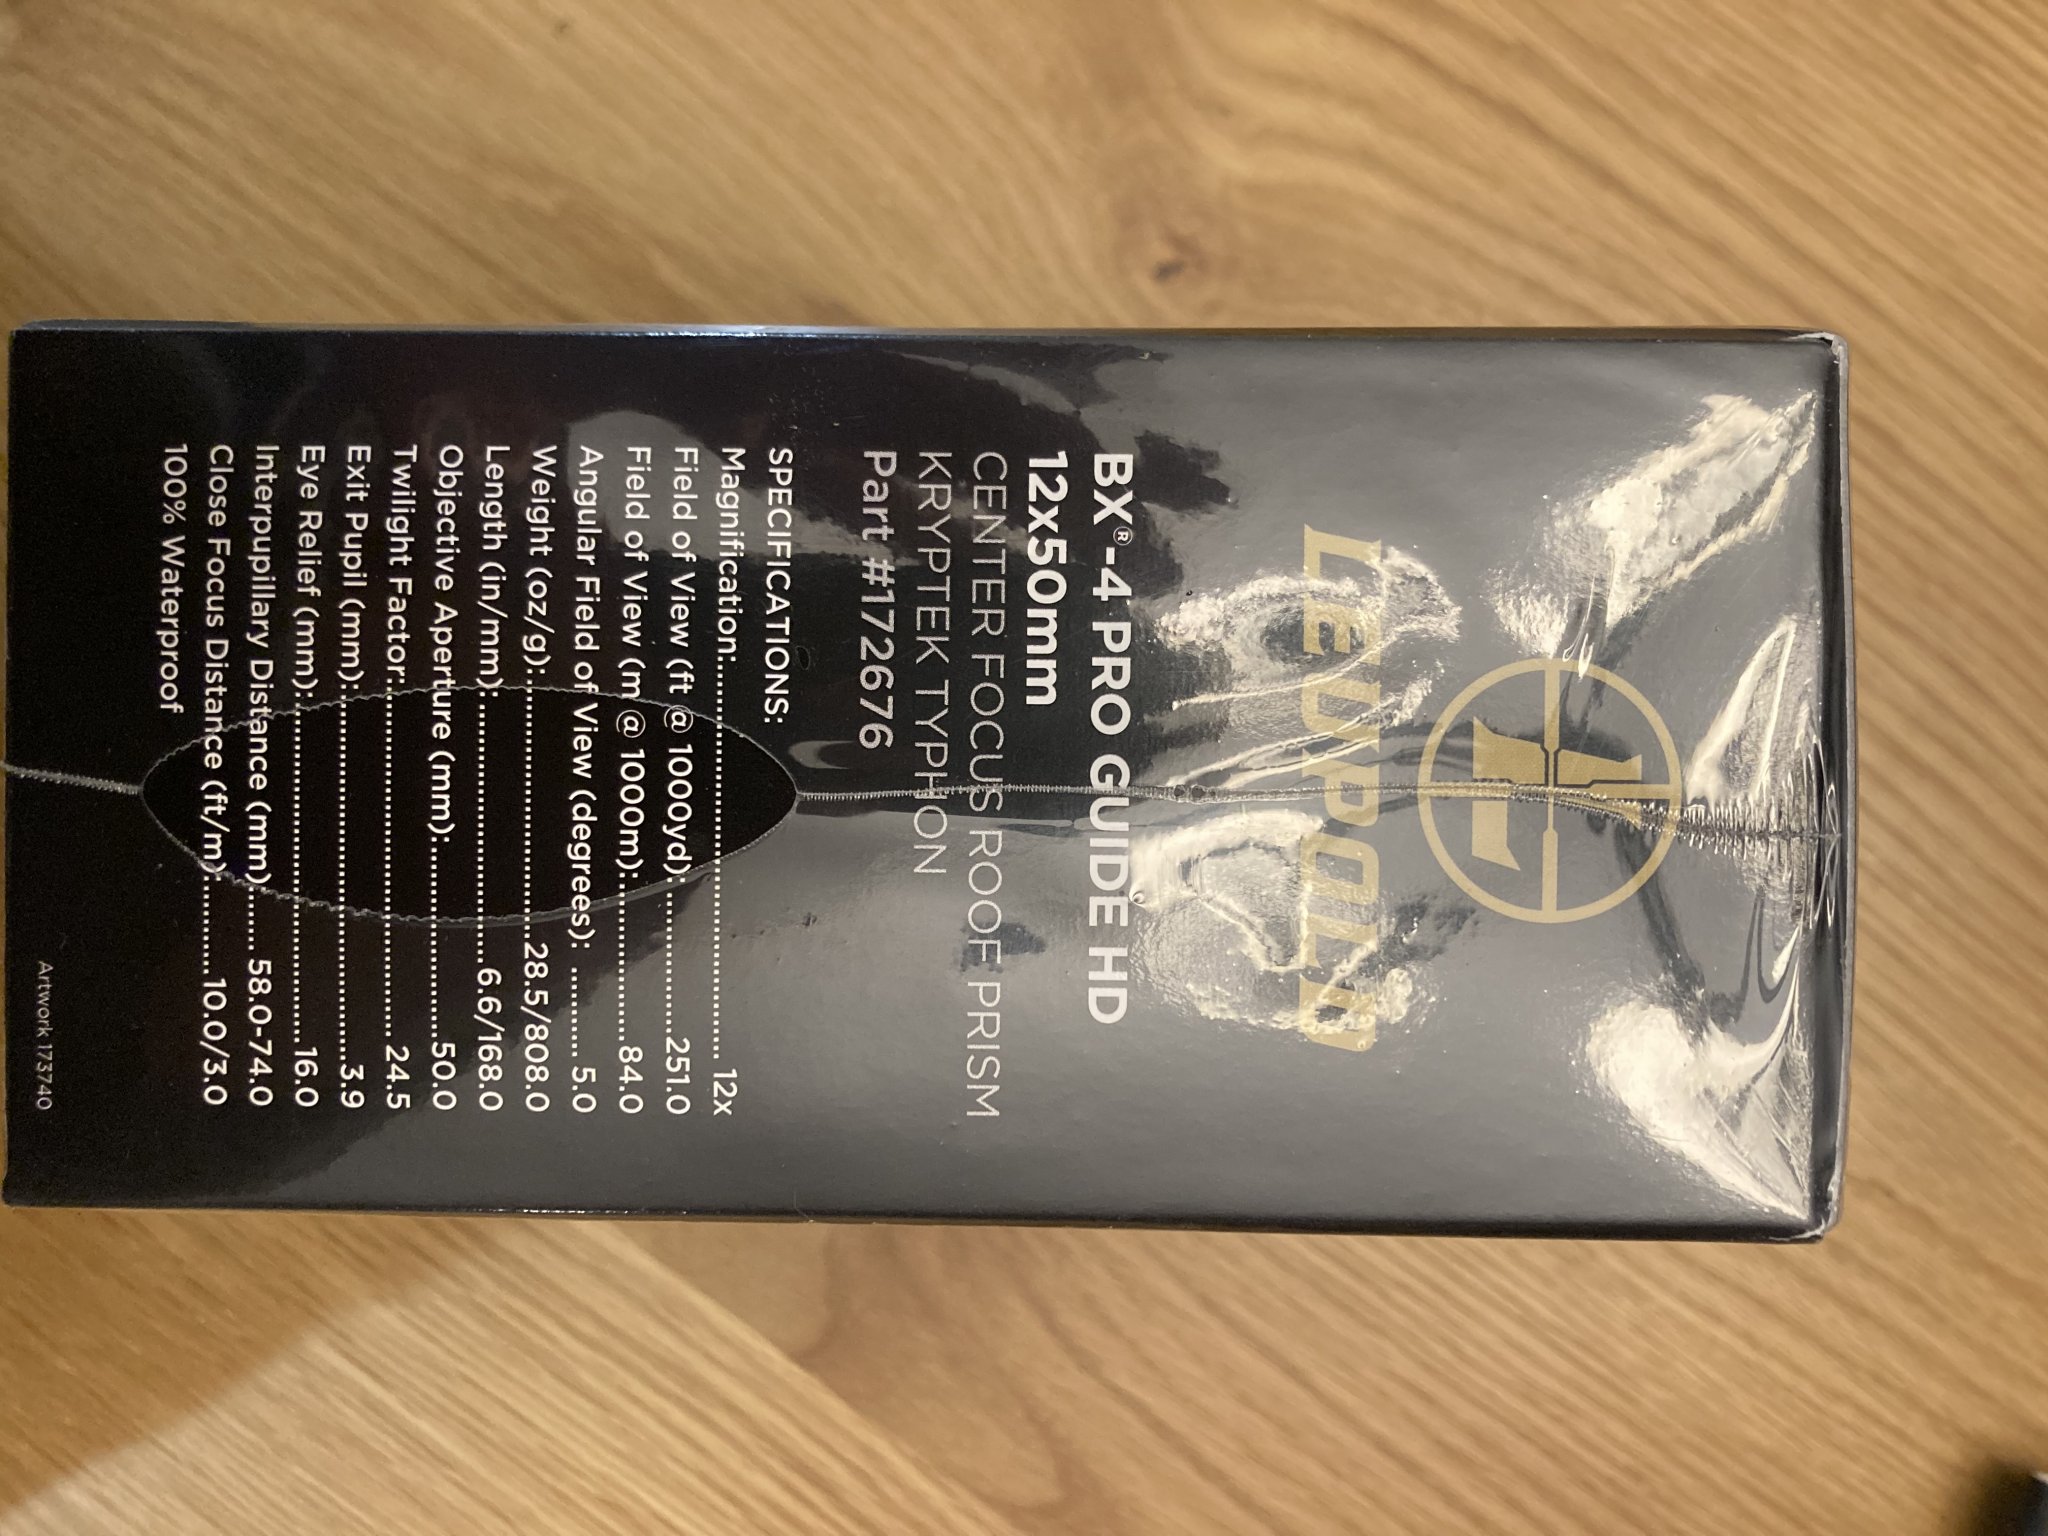 LEUPOLD
BX®-4 PRO GUIDE HD
12x50mm
CENTER FOCUS ROOF PRISM
KRYPTEK TYPHON
Part #172676
SPECIFICATIONS:
Magnification:.......................................... 12x
Field of View (ft @ 1000yd):..............251.0
Field of View (m @ 1000m):................84.0
Angular Field of View (degrees): .......... 5.0
Weight (oz/g):............................28.5/808.0
Length (in/mm):............................6.6/168.0
Objective Aperture (mm):.....................50.0
Twilight Factor:.................................... 24.5
Exit Pupil (mm):......................................3.9
Eye Relief (mm):...................................16.0
Interpupillary Distance (mm)....... 58.0-74.0
Close Focus Distance (ft/m):........... 10.0/3.0
100% Waterproof
Artwork 173740